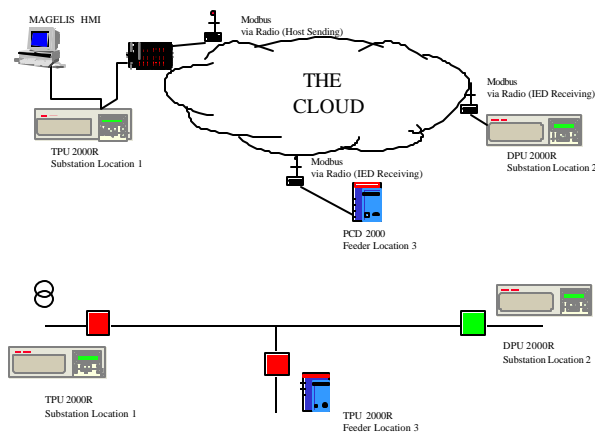 MAGELIS HMI
Modbus
via Radio (Host Sending)
THE
CLOUD
Modbus
via Radio (IED Receiving)
TPU 2000R
Substation Location 1
DPU 2000R
Substation Location 2
Modbus
via Radio (IED Receiving)
PCD 2000
Feeder Location 3
DPU 2000R
Substation Location 2
TPU 2000R
Substation Location 1
TPU 2000R
Feeder Location 3